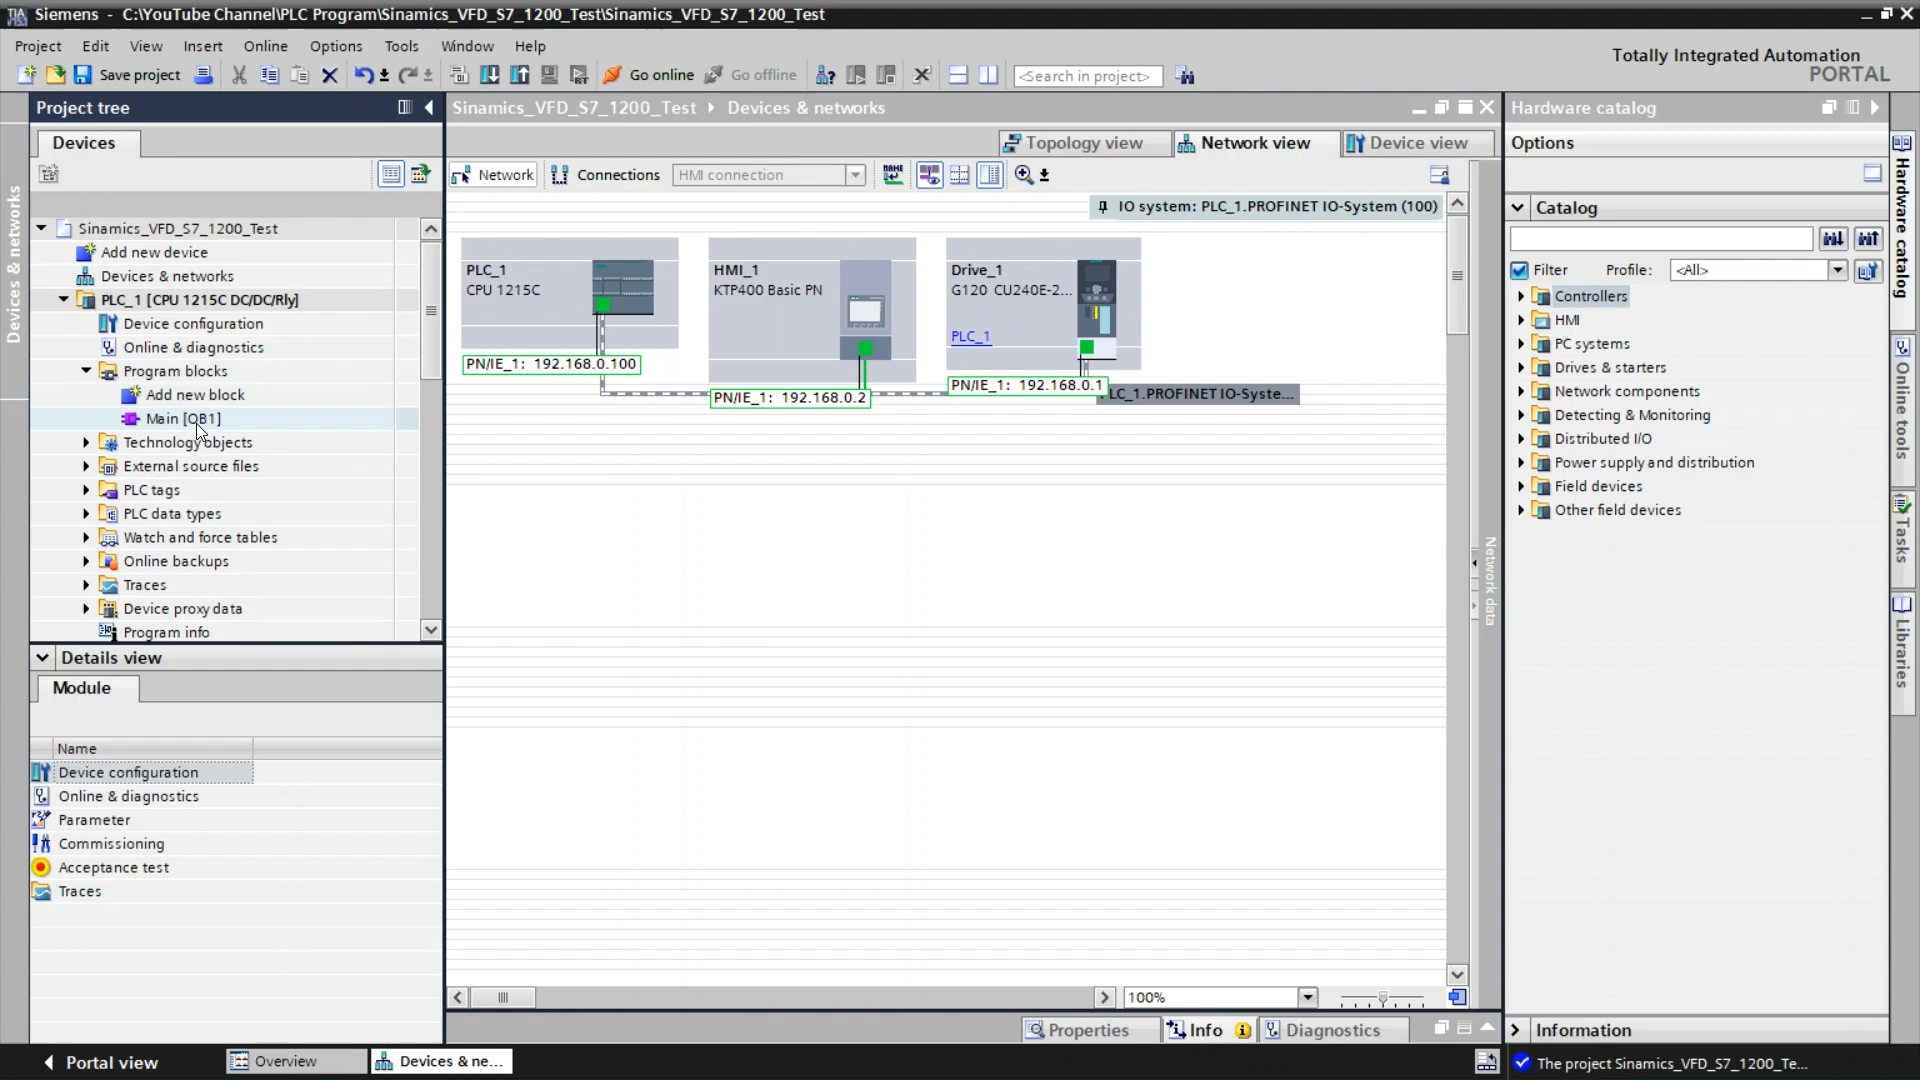 Siemens - C:\YouTube Channel\PLC Program\Sinamics_VFD_S7_1200_Test\Sinamics_VFD_S7_1200_Test
Project Edit View Insert Online Options Tools Window Help
Totally Integrated Automation
PORTAL
Save project
Go online
Go offline
<Search in project>
Project tree
Sinamics_VFD_S7_1200_Test
Devices & networks
Hardware catalog
Devices
Topology view
Network view
Device view
Options
Network
Connections
HMI connection
IO system: PLC_1.PROFINET IO-System (100)
Catalog
Filter
Profile:
<All>
Sinamics_VFD_S7_1200_Test
Add new device
Devices & networks
PLC_1 [CPU 1215C DC/DC/Rly]
Device configuration
Online & diagnostics
Program blocks
Add new block
Main [OB1]
Technology objects
External source files
PLC tags
PLC data types
Watch and force tables
Online backups
Traces
Device proxy data
Program info
PLC_1
CPU 1215C
PN/IE_1: 192.168.0.100
HMI_1
KTP400 Basic PN
PN/IE_1: 192.168.0.2
Drive_1
G120 CU240E-2...
PLC_1
PN/IE_1: 192.168.0.1
LC_1.PROFINET IO-Syste...
Controllers
HMI
PC systems
Drives & starters
Network components
Detecting & Monitoring
Distributed I/O
Power supply and distribution
Field devices
Other field devices
Devices & networks
Network data
Hardware catalog
Online tools
Tasks
Libraries
Details view
Module
Name
Device configuration
Online & diagnostics
Parameter
Commissioning
Acceptance test
Traces
100%
Properties
Info
Diagnostics
Information
Portal view
Overview
Devices & ne...
The project Sinamics_VFD_S7_1200_Te...